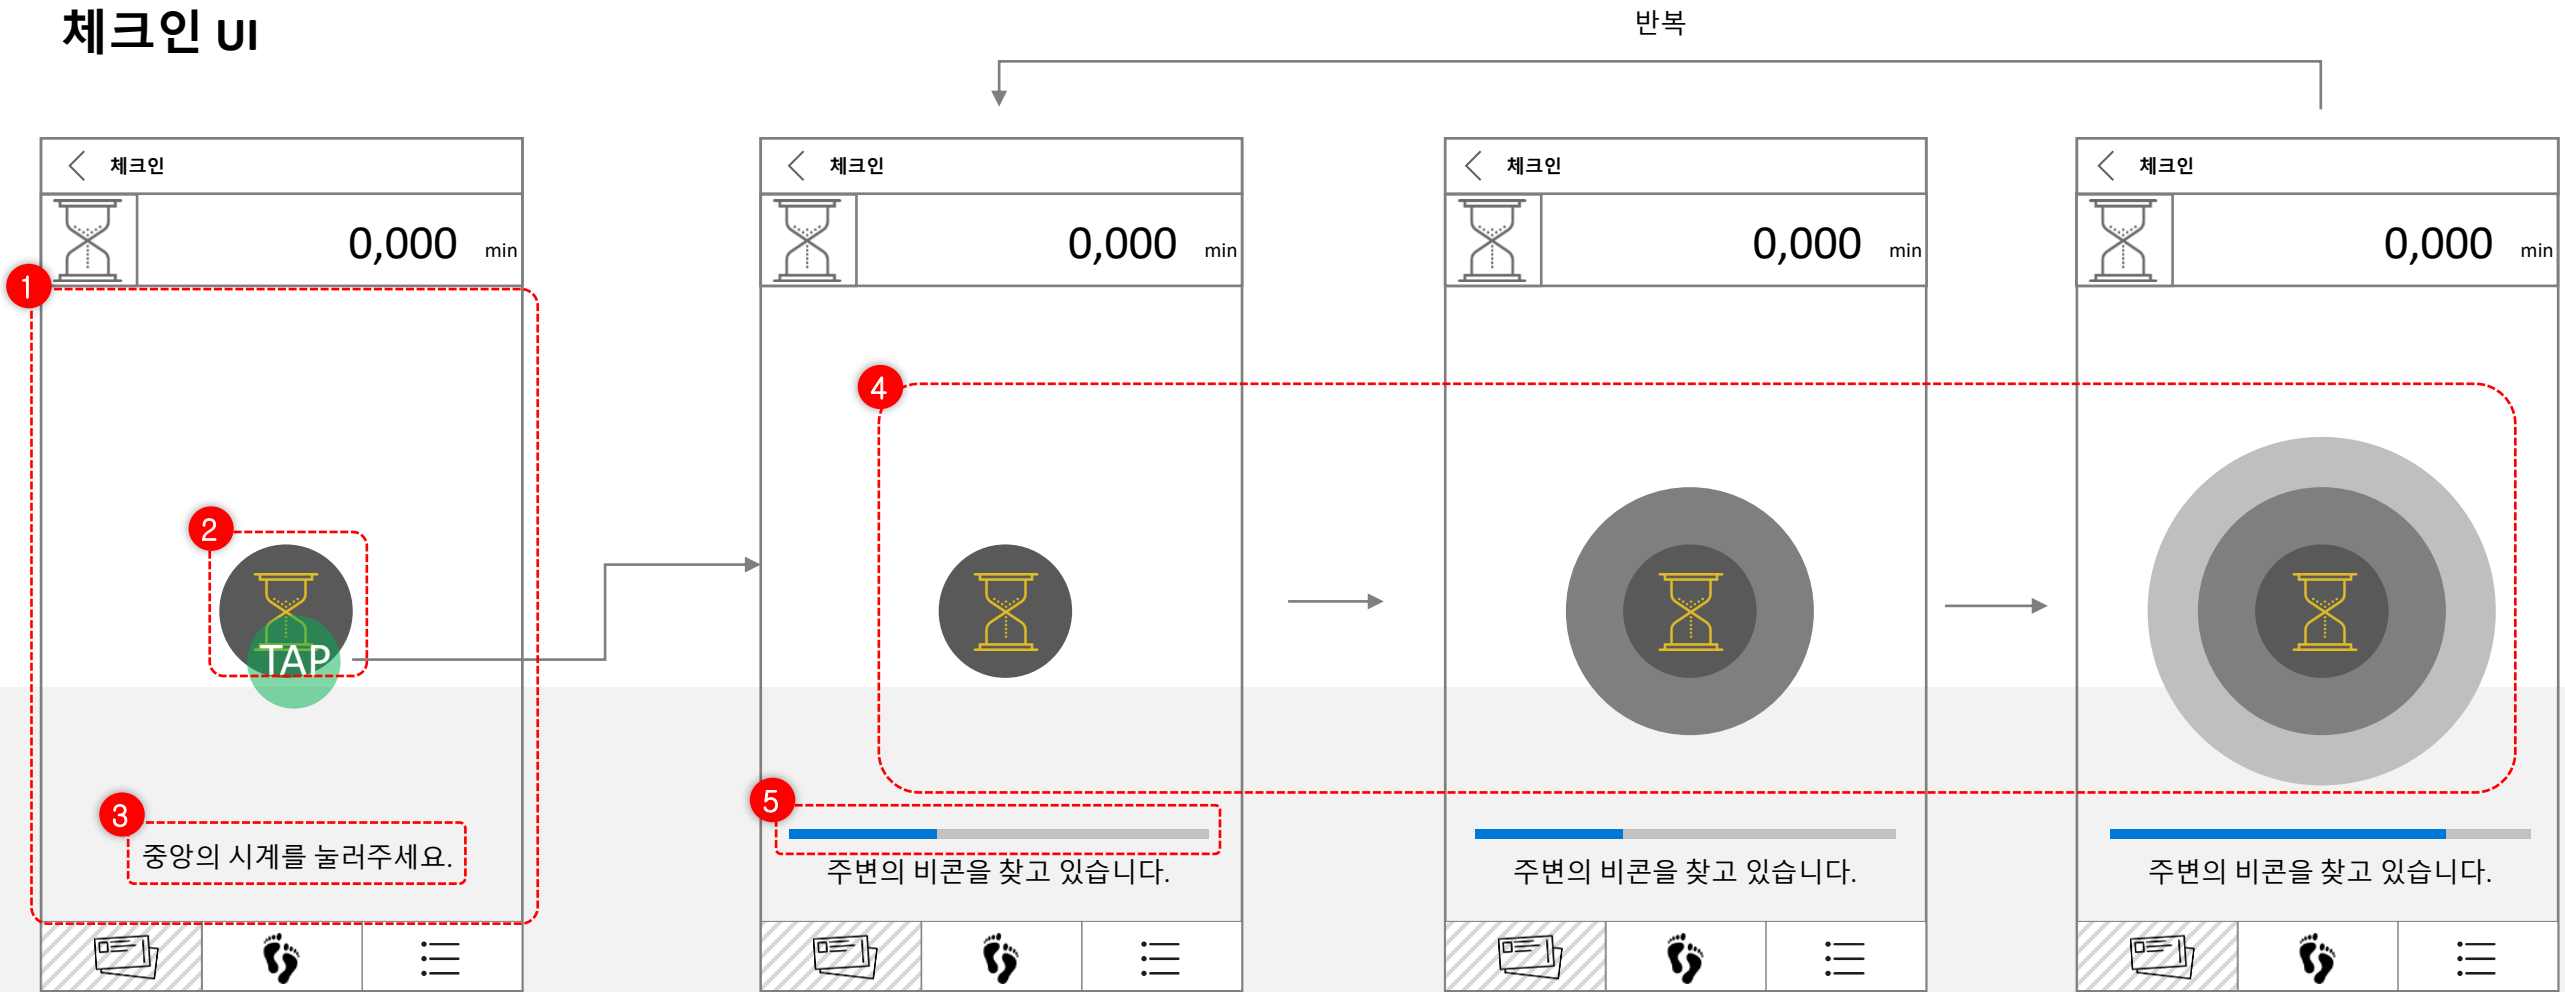 체크인 UI
반복
체크인
0,000 min
1
2
TAP
3
중앙의 시계를 눌러주세요.
체크인
0,000 min
4
5
주변의 비콘을 찾고 있습니다.
체크인
0,000 min
주변의 비콘을 찾고 있습니다.
체크인
0,000 min
주변의 비콘을 찾고 있습니다.